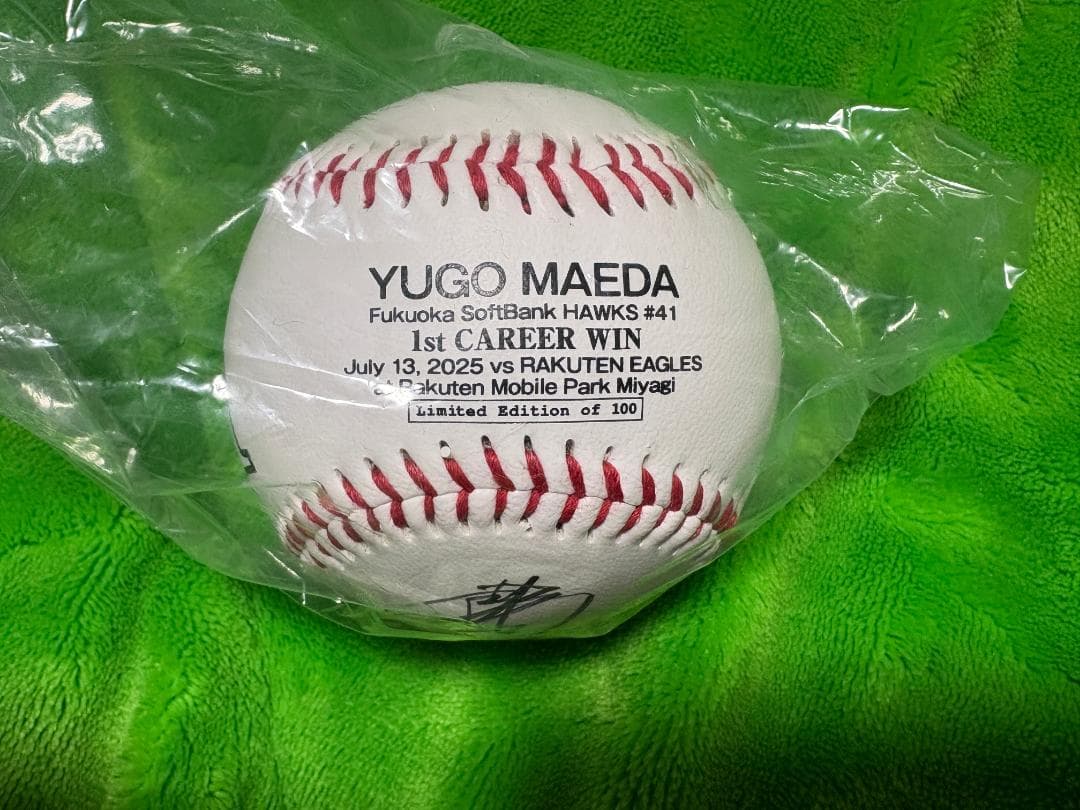 YUGO MAEDA
Fukuoka SoftBank HAWKS #41
1st CAREER WIN
July 13, 2025 vs RAKUTEN EAGLES
at Rakuten Mobile Park Miyagi
Limited Edition of 100